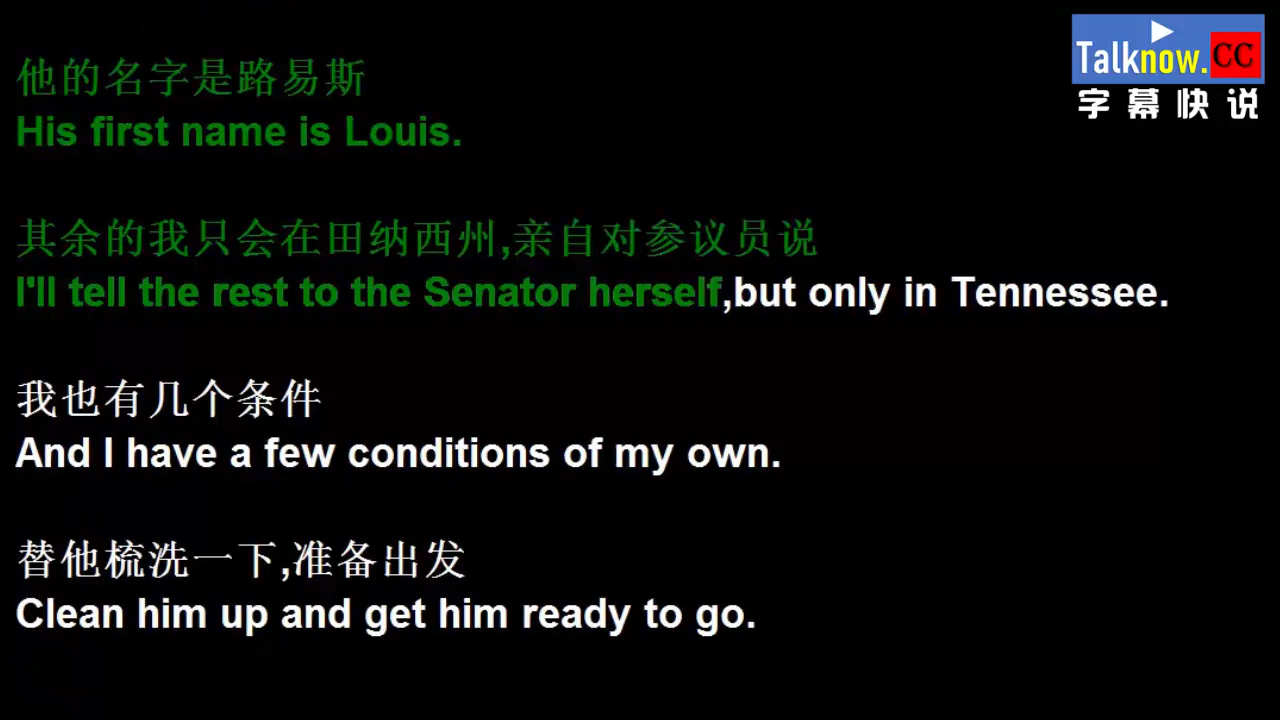 Talknow.CC
字幕快说
他的名字是路易斯
His first name is Louis.
其余的我只会在田纳西州,亲自对参议员说
I'll tell the rest to the Senator herself,but only in Tennessee.
我也有几个条件
And I have a few conditions of my own.
替他梳洗一下,准备出发
Clean him up and get him ready to go.